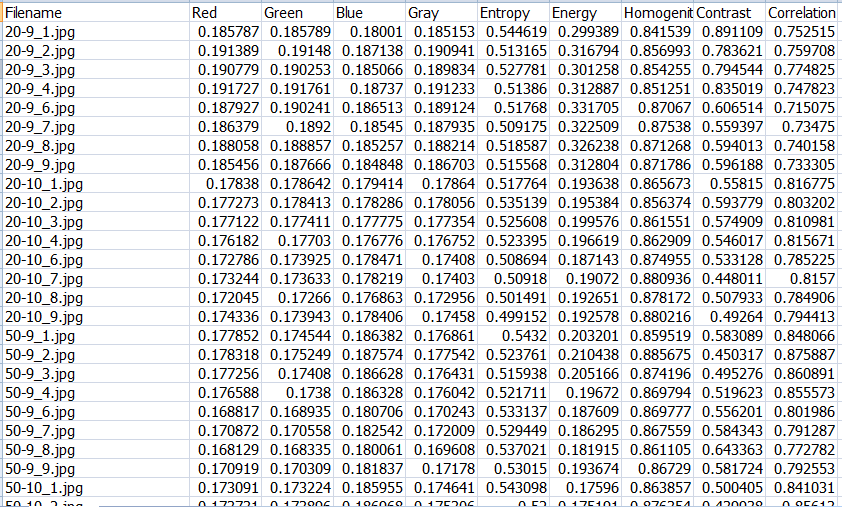 Filename Red Green Blue Gray Entropy Energy Homogenit Contrast Correlation
20-9_1.jpg 0.185787 0.185789 0.18001 0.185153 0.544619 0.299389 0.841539 0.891109 0.752515
20-9_2.jpg 0.191389 0.19148 0.187138 0.190941 0.513165 0.316794 0.856993 0.783621 0.759708
20-9_3.jpg 0.190779 0.190253 0.185066 0.189834 0.527781 0.301258 0.854255 0.794544 0.774825
20-9_4.jpg 0.191727 0.191761 0.18737 0.191233 0.51386 0.312887 0.851251 0.835019 0.747823
20-9_6.jpg 0.187927 0.190241 0.186513 0.189124 0.51768 0.331705 0.87067 0.606514 0.715075
20-9_7.jpg 0.186379 0.1892 0.18545 0.187935 0.509175 0.322509 0.87538 0.559397 0.73475
20-9_8.jpg 0.188058 0.188857 0.185257 0.188214 0.518587 0.326238 0.871268 0.594013 0.740158
20-9_9.jpg 0.185456 0.187666 0.184848 0.186703 0.515568 0.312804 0.871786 0.596188 0.733305
20-10_1.jpg 0.17838 0.178642 0.179414 0.17864 0.517764 0.193638 0.865673 0.55815 0.816775
20-10_2.jpg 0.177273 0.178413 0.178286 0.178056 0.535139 0.195384 0.856374 0.593779 0.803202
20-10_3.jpg 0.177122 0.177411 0.177775 0.177354 0.525608 0.199576 0.861551 0.574909 0.810981
20-10_4.jpg 0.176182 0.17703 0.176776 0.176752 0.523395 0.196619 0.862909 0.546017 0.815671
20-10_6.jpg 0.172786 0.173925 0.178471 0.17408 0.508694 0.187143 0.874955 0.533128 0.785225
20-10_7.jpg 0.173244 0.173633 0.178219 0.17403 0.50918 0.19072 0.880936 0.448011 0.8157
20-10_8.jpg 0.172045 0.17266 0.176863 0.172956 0.501491 0.192651 0.878172 0.507933 0.784906
20-10_9.jpg 0.174336 0.173943 0.178406 0.17458 0.499152 0.192578 0.880216 0.49264 0.794413
50-9_1.jpg 0.177852 0.174544 0.186382 0.176861 0.5432 0.203201 0.859519 0.583089 0.848066
50-9_2.jpg 0.178318 0.175249 0.187574 0.177542 0.523761 0.210438 0.885675 0.450317 0.875887
50-9_3.jpg 0.177256 0.17408 0.186628 0.176431 0.515938 0.205166 0.874196 0.495276 0.860891
50-9_4.jpg 0.176588 0.1738 0.186328 0.176042 0.521711 0.19672 0.869794 0.519623 0.855573
50-9_6.jpg 0.168817 0.168935 0.180706 0.170243 0.533137 0.187609 0.869777 0.556201 0.801986
50-9_7.jpg 0.170872 0.170558 0.182542 0.172009 0.529449 0.186295 0.867559 0.584343 0.791287
50-9_8.jpg 0.168129 0.168335 0.180061 0.169608 0.537021 0.181915 0.861105 0.643363 0.772782
50-9_9.jpg 0.170919 0.170309 0.181837 0.17178 0.53015 0.193674 0.86729 0.581724 0.792553
50-10_1.jpg 0.173091 0.173224 0.185955 0.174641 0.543098 0.17596 0.863857 0.500405 0.841031